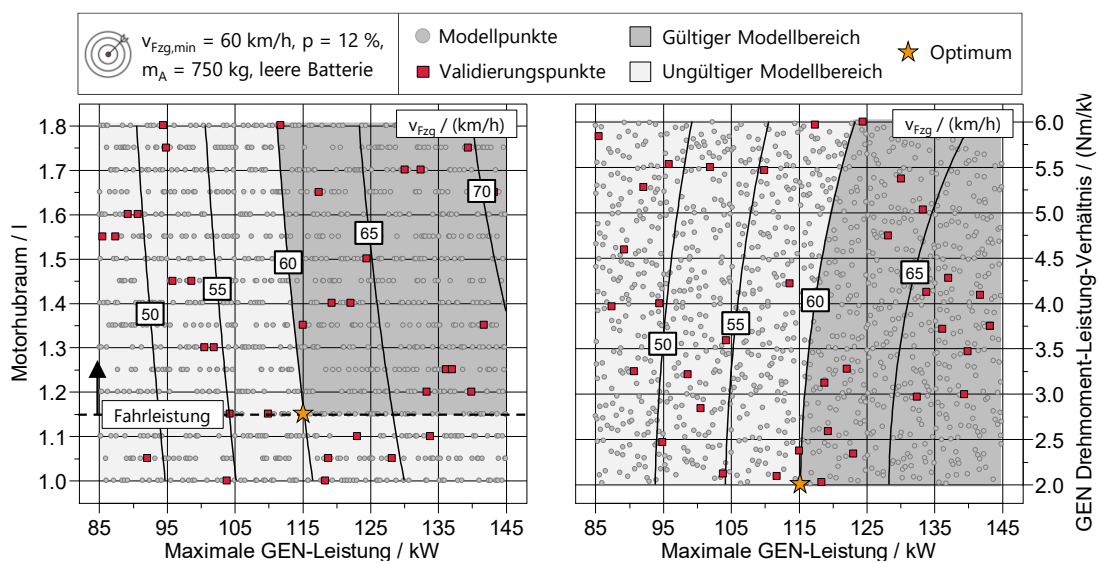 v_Fzg,min = 60 km/h, p = 12 %,
m_A = 750 kg, leere Batterie
Modellpunkte
Validierungspunkte
Gültiger Modellbereich
Ungültiger Modellbereich
Optimum
Motorhubraum / l
1.8
1.7
1.6
1.5
1.4
1.3
1.2
1.1
1.0
v_Fzg / (km/h)
50
55
60
65
70
Fahrleistung
85 95 105 115 125 135 145
Maximale GEN-Leistung / kW
v_Fzg / (km/h)
50
55
60
65
6.0
5.5
5.0
4.5
4.0
3.5
3.0
2.5
2.0
GEN Drehmoment-Leistung-Verhältnis / (Nm/kv
85 95 105 115 125 135 145
Maximale GEN-Leistung / kW